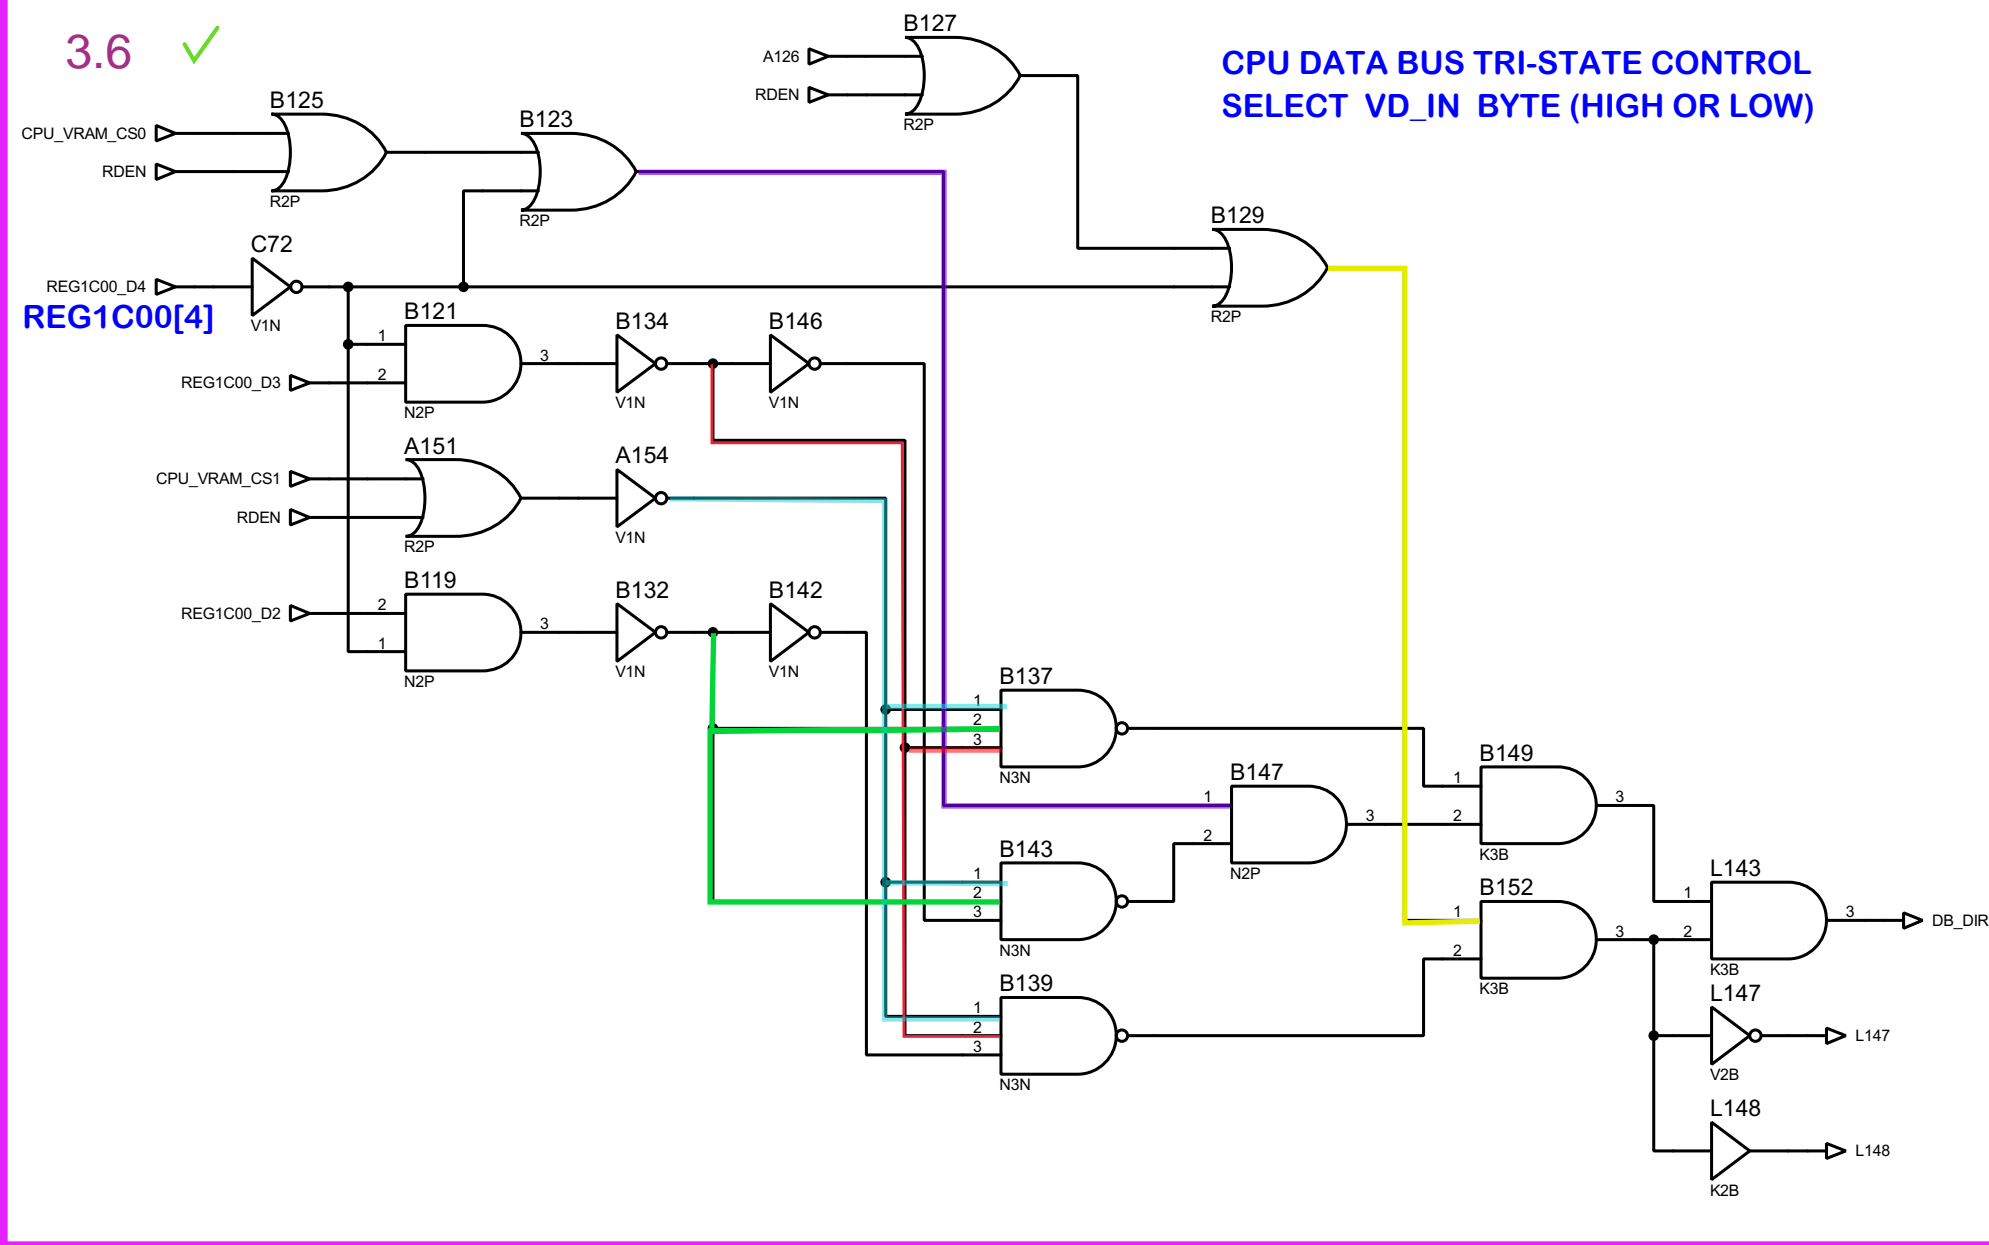 3.6
CPU DATA BUS TRI-STATE CONTROL
SELECT VD_IN BYTE (HIGH OR LOW)
B127
A126
RDEN
R2P
B125
CPU_VRAM_CS0
RDEN
R2P
B123
R2P
B129
R2P
C72
REG1C00_D4
REG1C00[4]
V1N
B121
1
2
3
REG1C00_D3
N2P
B134
V1N
B146
V1N
A151
CPU_VRAM_CS1
RDEN
R2P
A154
V1N
B119
REG1C00_D2
2
1
3
N2P
B132
V1N
B142
V1N
B137
1
2
3
N3N
B147
1
2
3
N2P
B149
1
2
3
K3B
B143
1
2
3
N3N
B152
1
2
3
K3B
L143
1
2
3
DB_DIR
K3B
B139
1
2
3
N3N
L147
L147
V2B
L148
L148
K2B